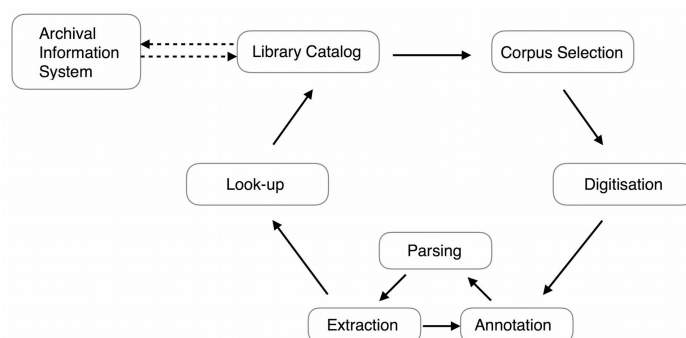 Archival
Information
System
Library Catalog
Corpus Selection
Look-up
Digitisation
Parsing
Extraction
Annotation